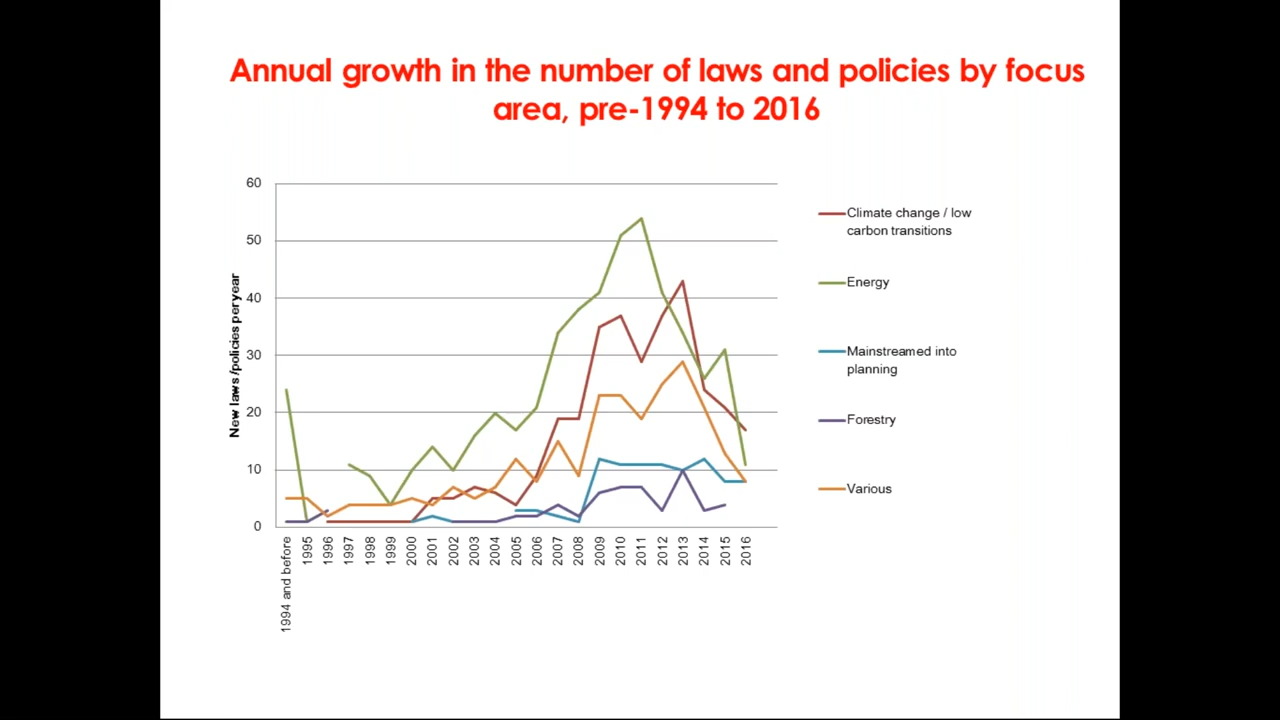 Annual growth in the number of laws and policies by focus
area, pre-1994 to 2016
60
50
40
30
20
10
0
New laws/policies per year
1994 and before
1995
1996
1997
1998
1999
2000
2001
2002
2003
2004
2005
2006
2007
2008
2009
2010
2011
2012
2013
2014
2015
2016
Climate change / low
carbon transitions
Energy
Mainstreamed into
planning
Forestry
Various